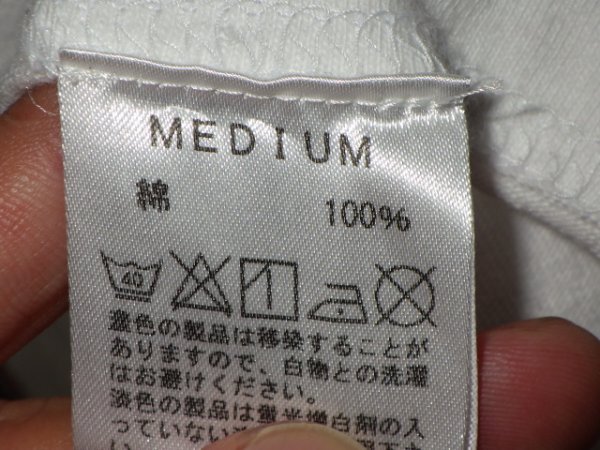 MEDIUM
綿 100%
40
濃色の製品は移染することが
ありますので、白物との洗濯
はお避けください。
淡色の製品は蛍光増白剤の入
っていない
い。